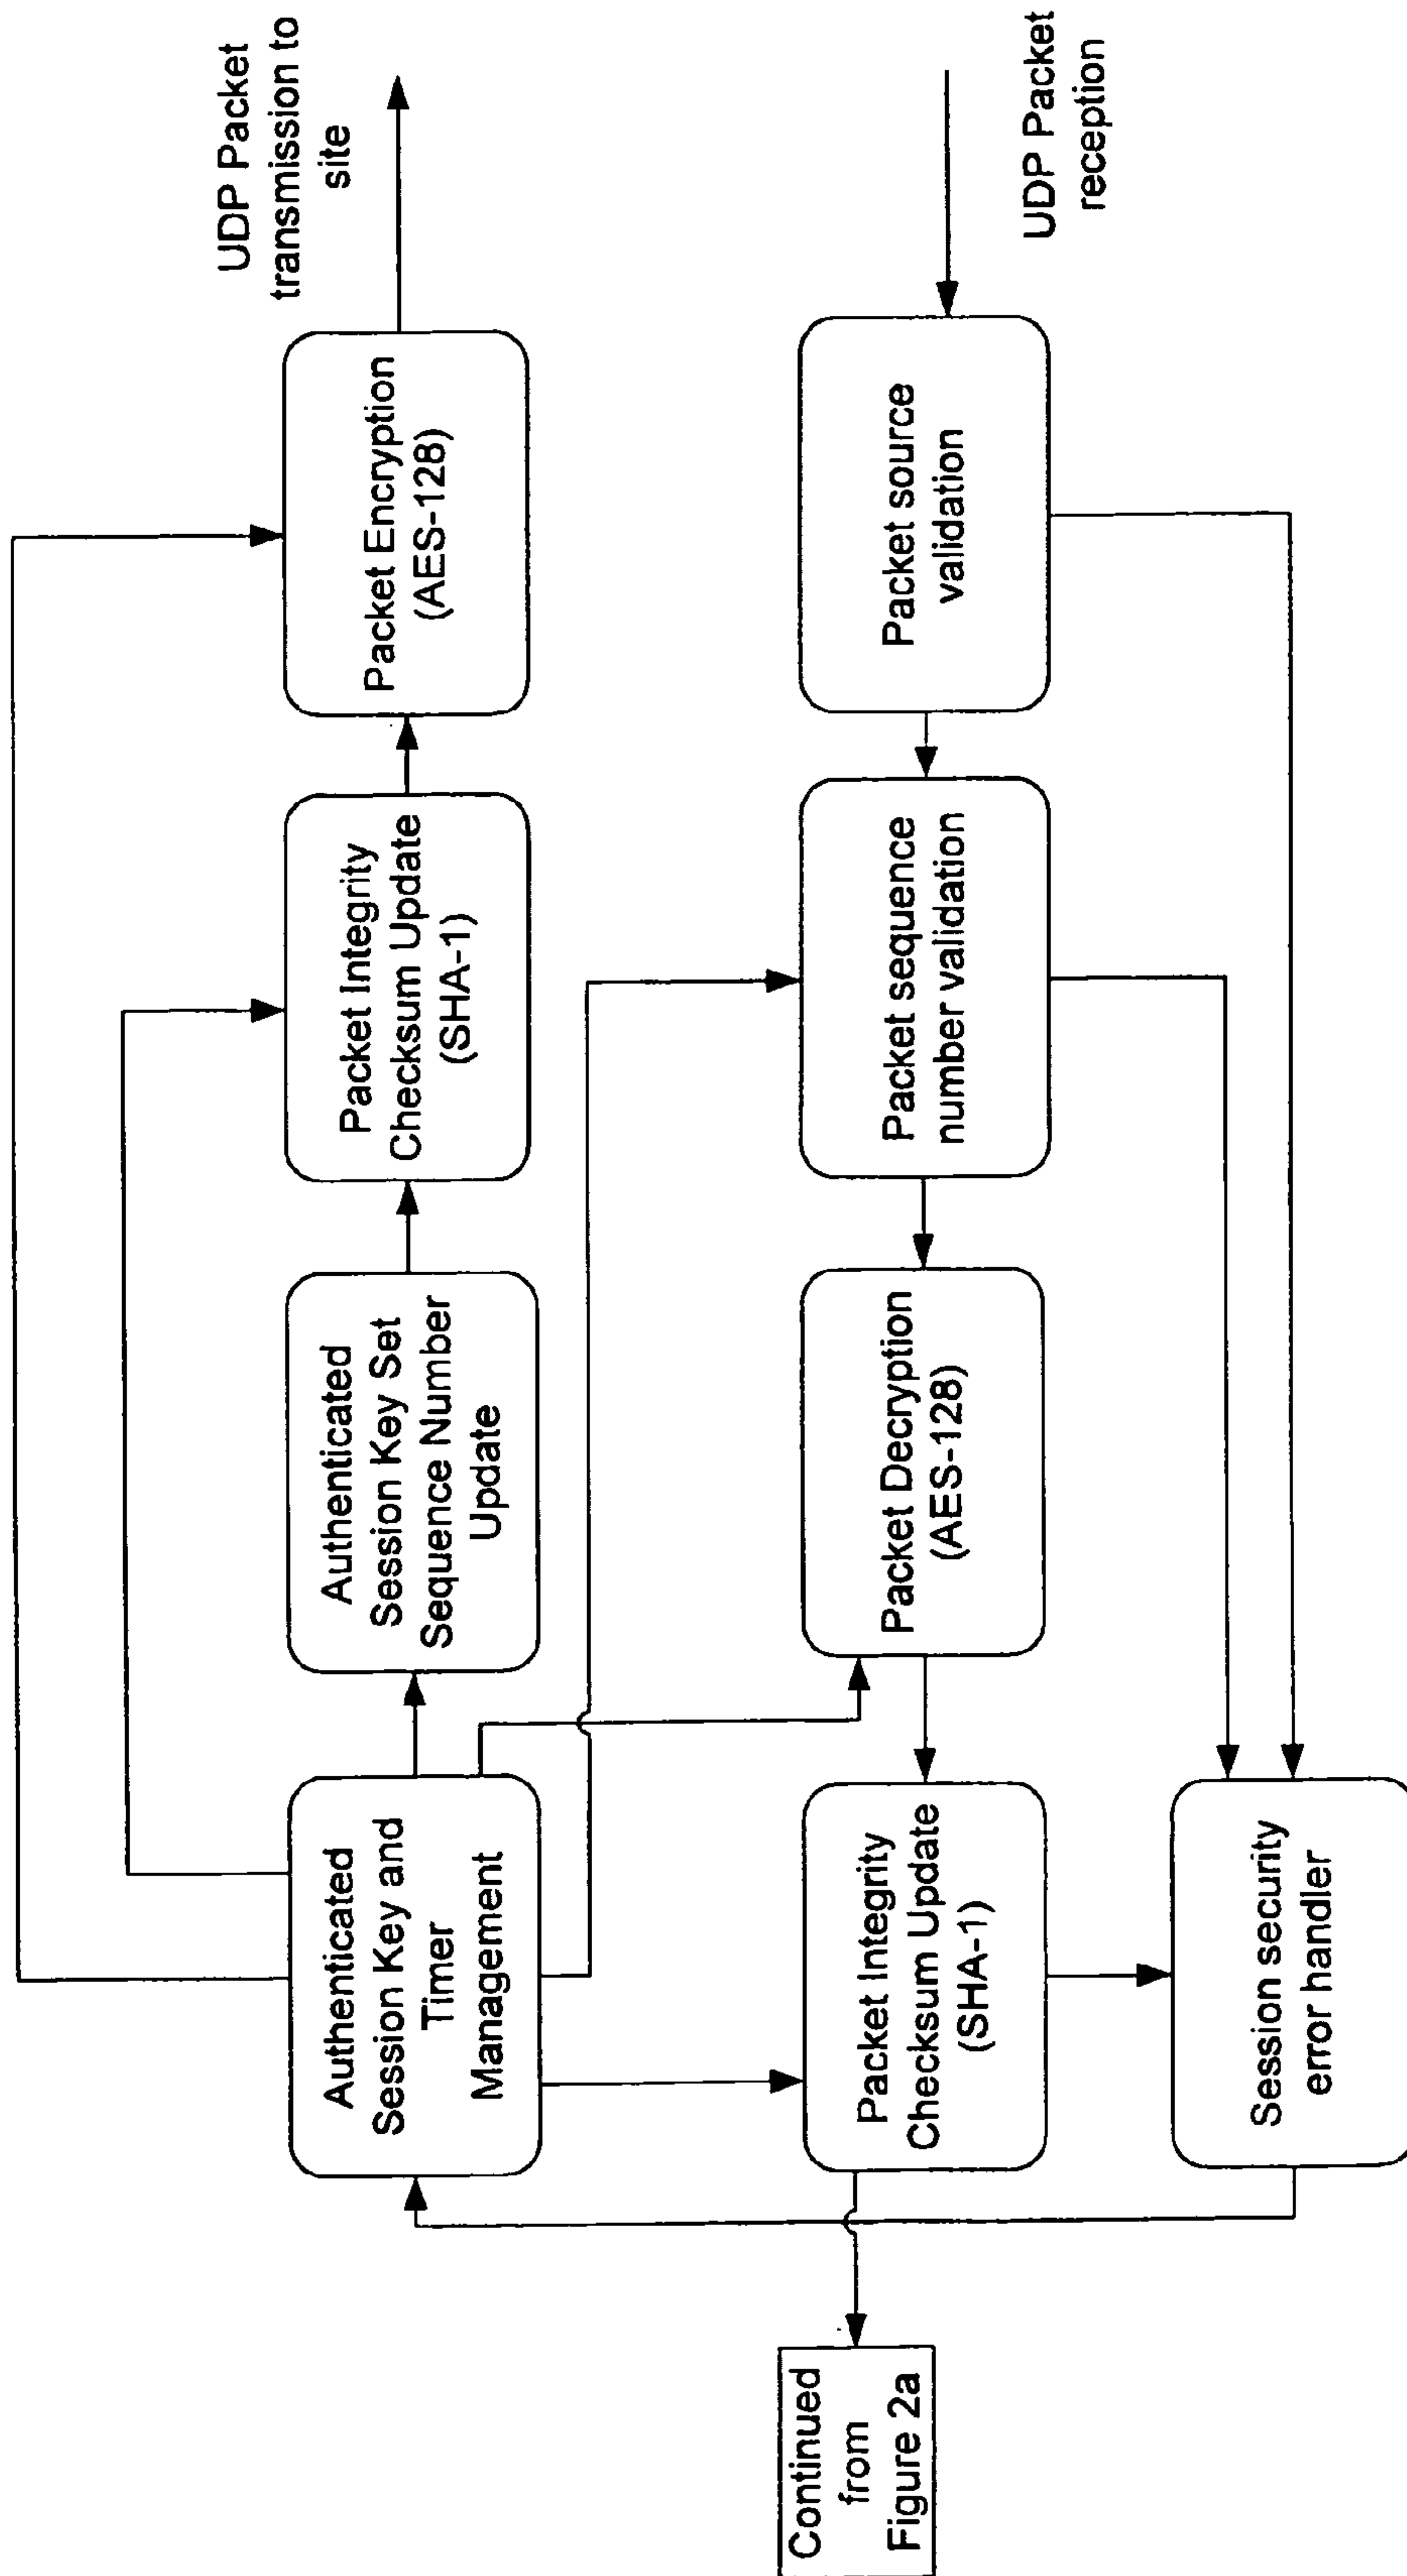 UDP Packet
transmission to
site
Packet Encryption
(AES-128)
Packet Integrity
Checksum Update
(SHA-1)
Authenticated
Session Key Set
Sequence Number
Update
Authenticated
Session Key and
Timer
Management
UDP Packet
reception
Packet source
validation
Packet sequence
number validation
Packet Decryption
(AES-128)
Packet Integrity
Checksum Update
(SHA-1)
Session security
error handler
Continued
from
Figure 2a